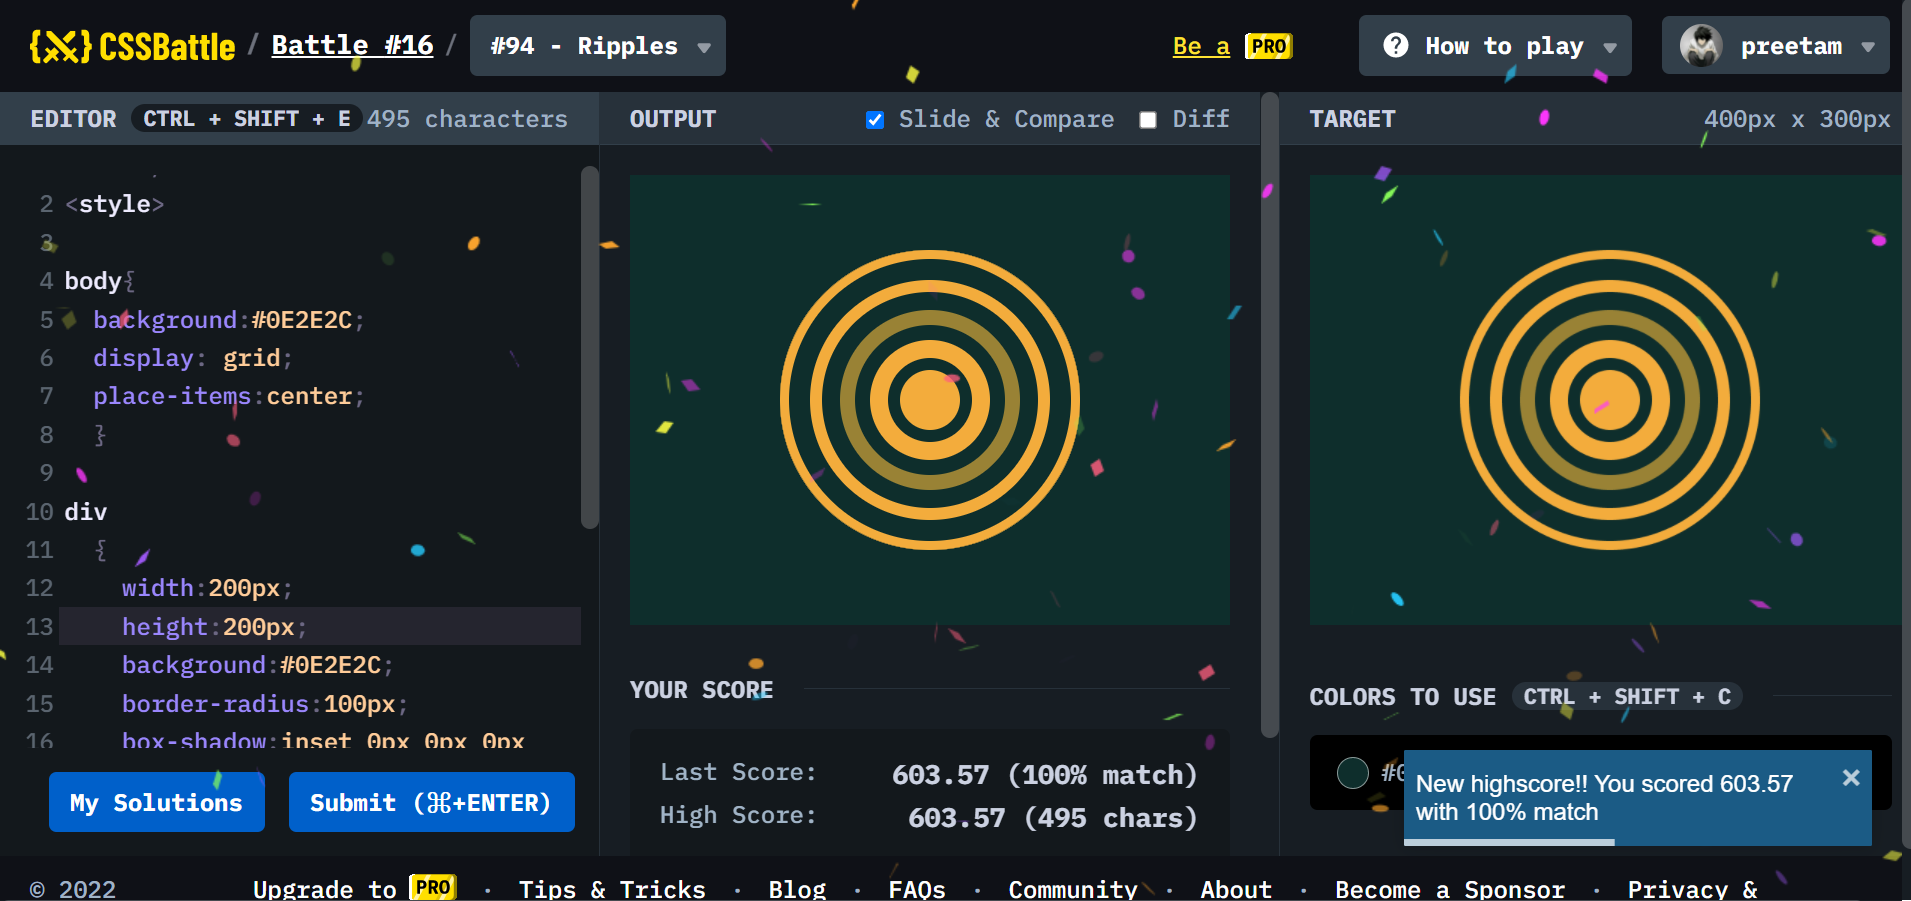 {X} CSSBattle / Battle #16 / #94 - Ripples
Be a PRO
? How to play
preetam
EDITOR CTRL + SHIFT + E 495 characters
2 <style>
3
4 body{
5 background:#0E2E2C;
6 display: grid;
7 place-items:center;
8 }
9
10 div
11 {
12 width:200px;
13 height:200px;
14 background:#0E2E2C;
15 border-radius:100px;
16 box-shadow:inset 0px 0px 0px
My Solutions
Submit (⌘+ENTER)
OUTPUT
Slide & Compare
Diff
YOUR SCORE
Last Score: 603.57 (100% match)
High Score: 603.57 (495 chars)
TARGET 400px x 300px
COLORS TO USE CTRL + SHIFT + C
New highscore!! You scored 603.57
with 100% match
×
© 2022 Upgrade to PRO · Tips & Tricks · Blog · FAQs · Community · About · Become a Sponsor · Privacy &